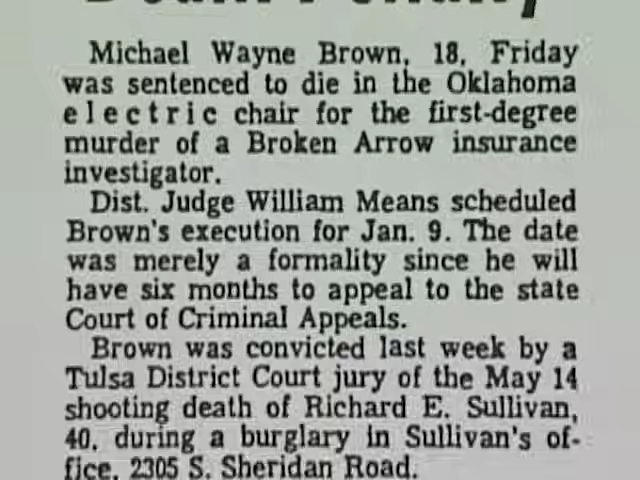 Michael Wayne Brown, 18, Friday
was sentenced to die in the Oklahoma
electric chair for the first-degree
murder of a Broken Arrow insurance
investigator.
Dist. Judge William Means scheduled
Brown's execution for Jan. 9. The date
was merely a formality since he will
have six months to appeal to the state
Court of Criminal Appeals.
Brown was convicted last week by a
Tulsa District Court jury of the May 14
shooting death of Richard E. Sullivan,
40, during a burglary in Sullivan's of-
fice, 2305 S. Sheridan Road.